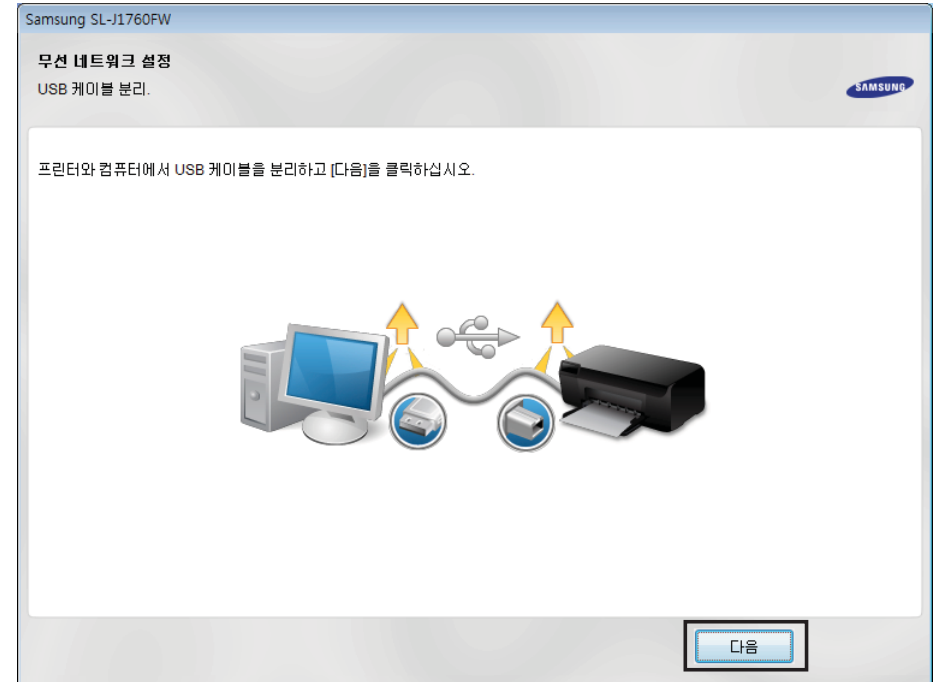 Samsung SL-J1760FW
무선 네트워크 설정
USB 케이블 분리.
SAMSUNG
프린터와 컴퓨터에서 USB 케이블을 분리하고 [다음]을 클릭하십시오.
다음